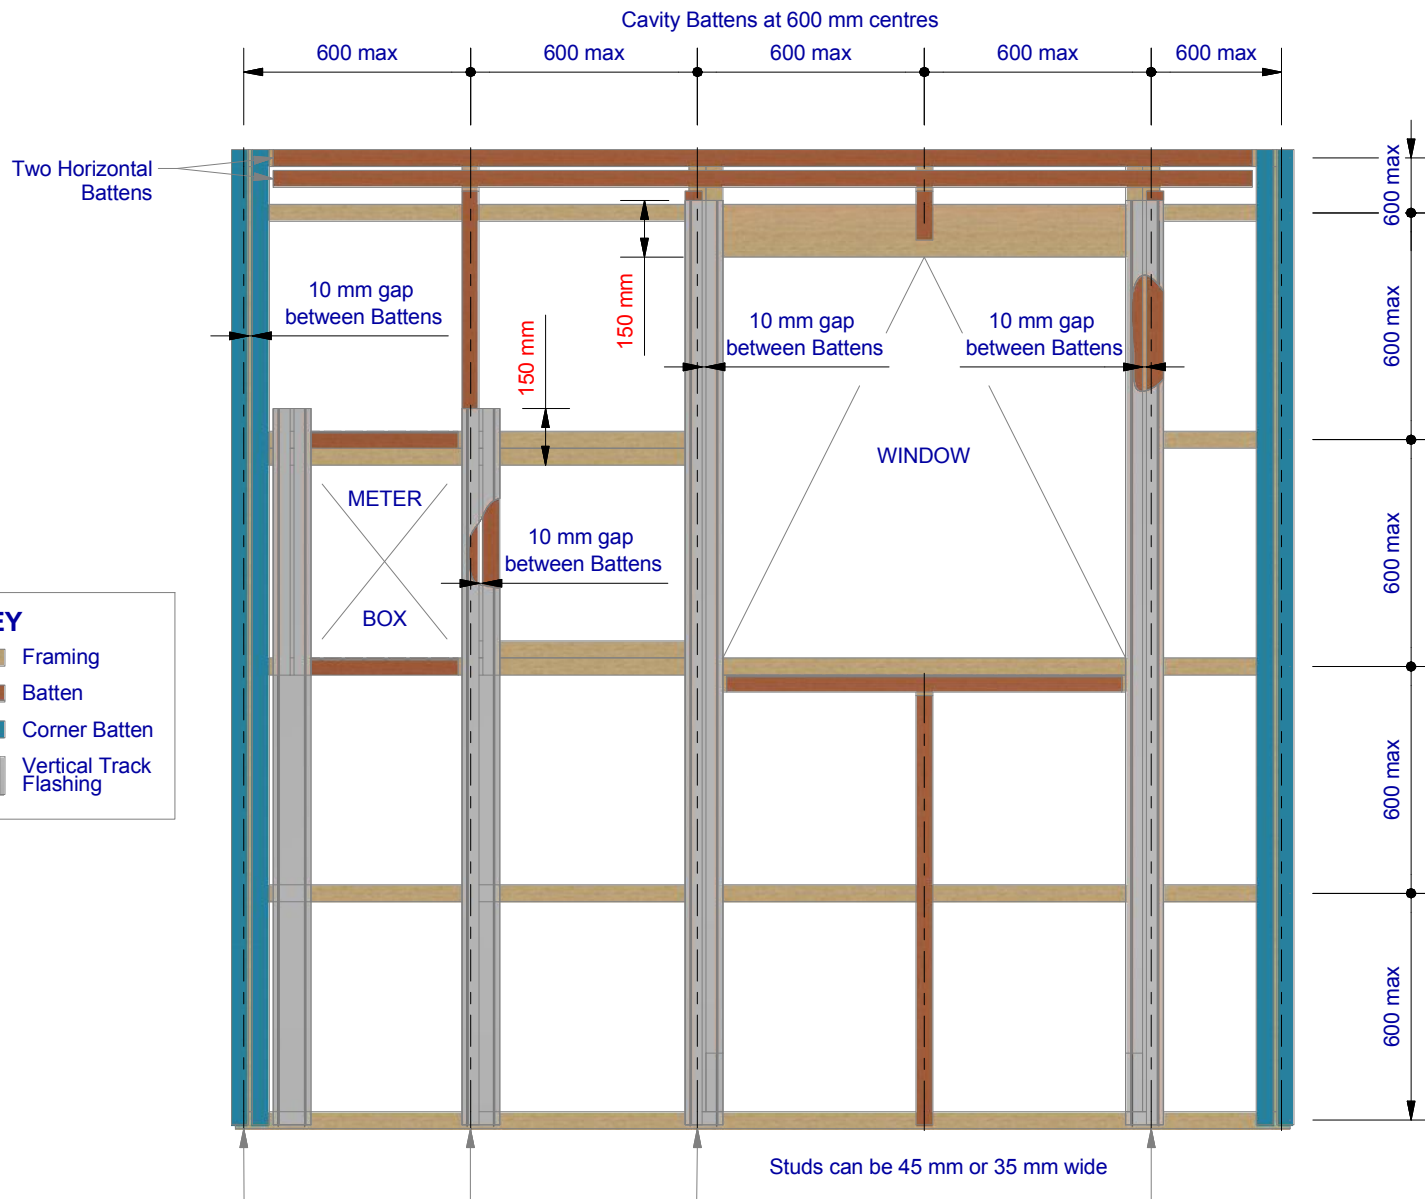 Cavity Battens at 600 mm centres
600 max
600 max
600 max
600 max
600 max
Two Horizontal
Battens
600 max
150 mm
10 mm gap
between Battens
10 mm gap
between Battens
10 mm gap
between Battens
600 max
150 mm
WINDOW
METER
BOX
10 mm gap
between Battens
600 max
EY
Framing
Batten
Corner Batten
Vertical Track
Flashing
600 max
600 max
Studs can be 45 mm or 35 mm wide